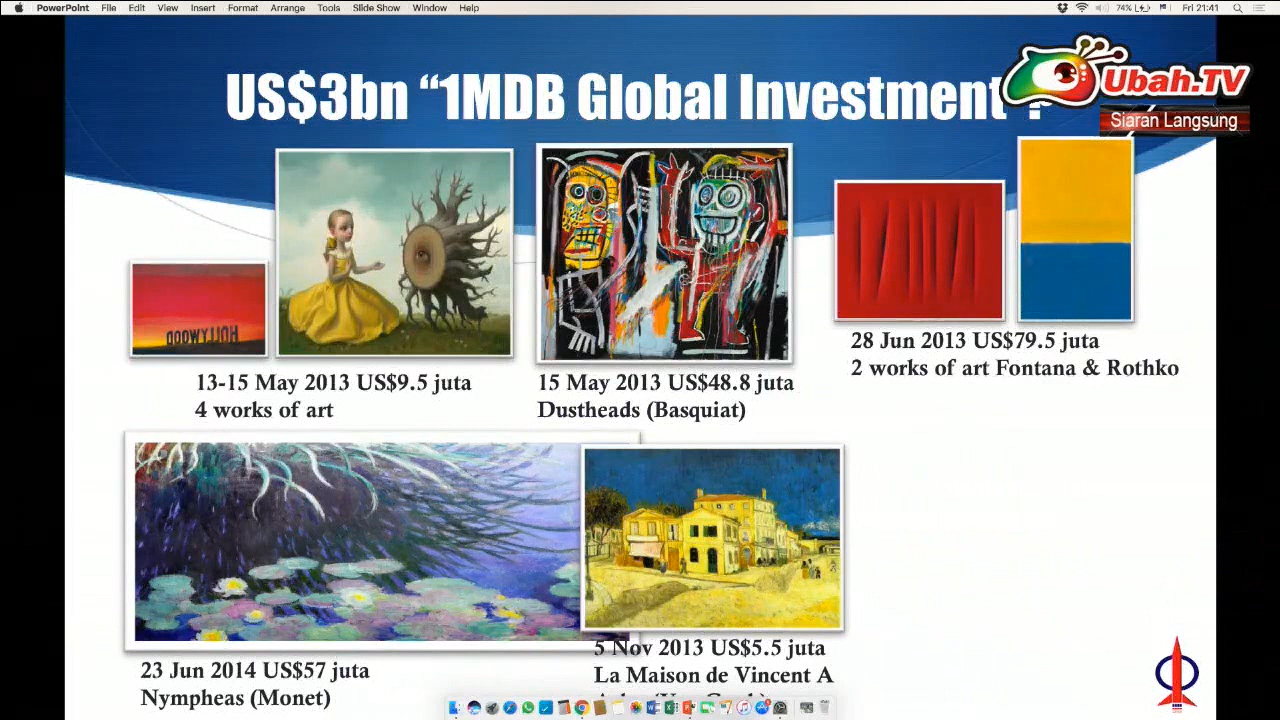 PowerPoint File Edit View Insert Format Arrange Tools Slide Show Window Help 74% Fri 21:41
US$3bn “1MDB Global Investment”?
Ubah.TV
Siaran Langsung
HOLLYWOOD
13-15 May 2013 US$9.5 juta
4 works of art
15 May 2013 US$48.8 juta
Dustheads (Basquiat)
28 Jun 2013 US$79.5 juta
2 works of art Fontana & Rothko
23 Jun 2014 US$57 juta
Nympheas (Monet)
5 Nov 2013 US$5.5 juta
La Maison de Vincent A